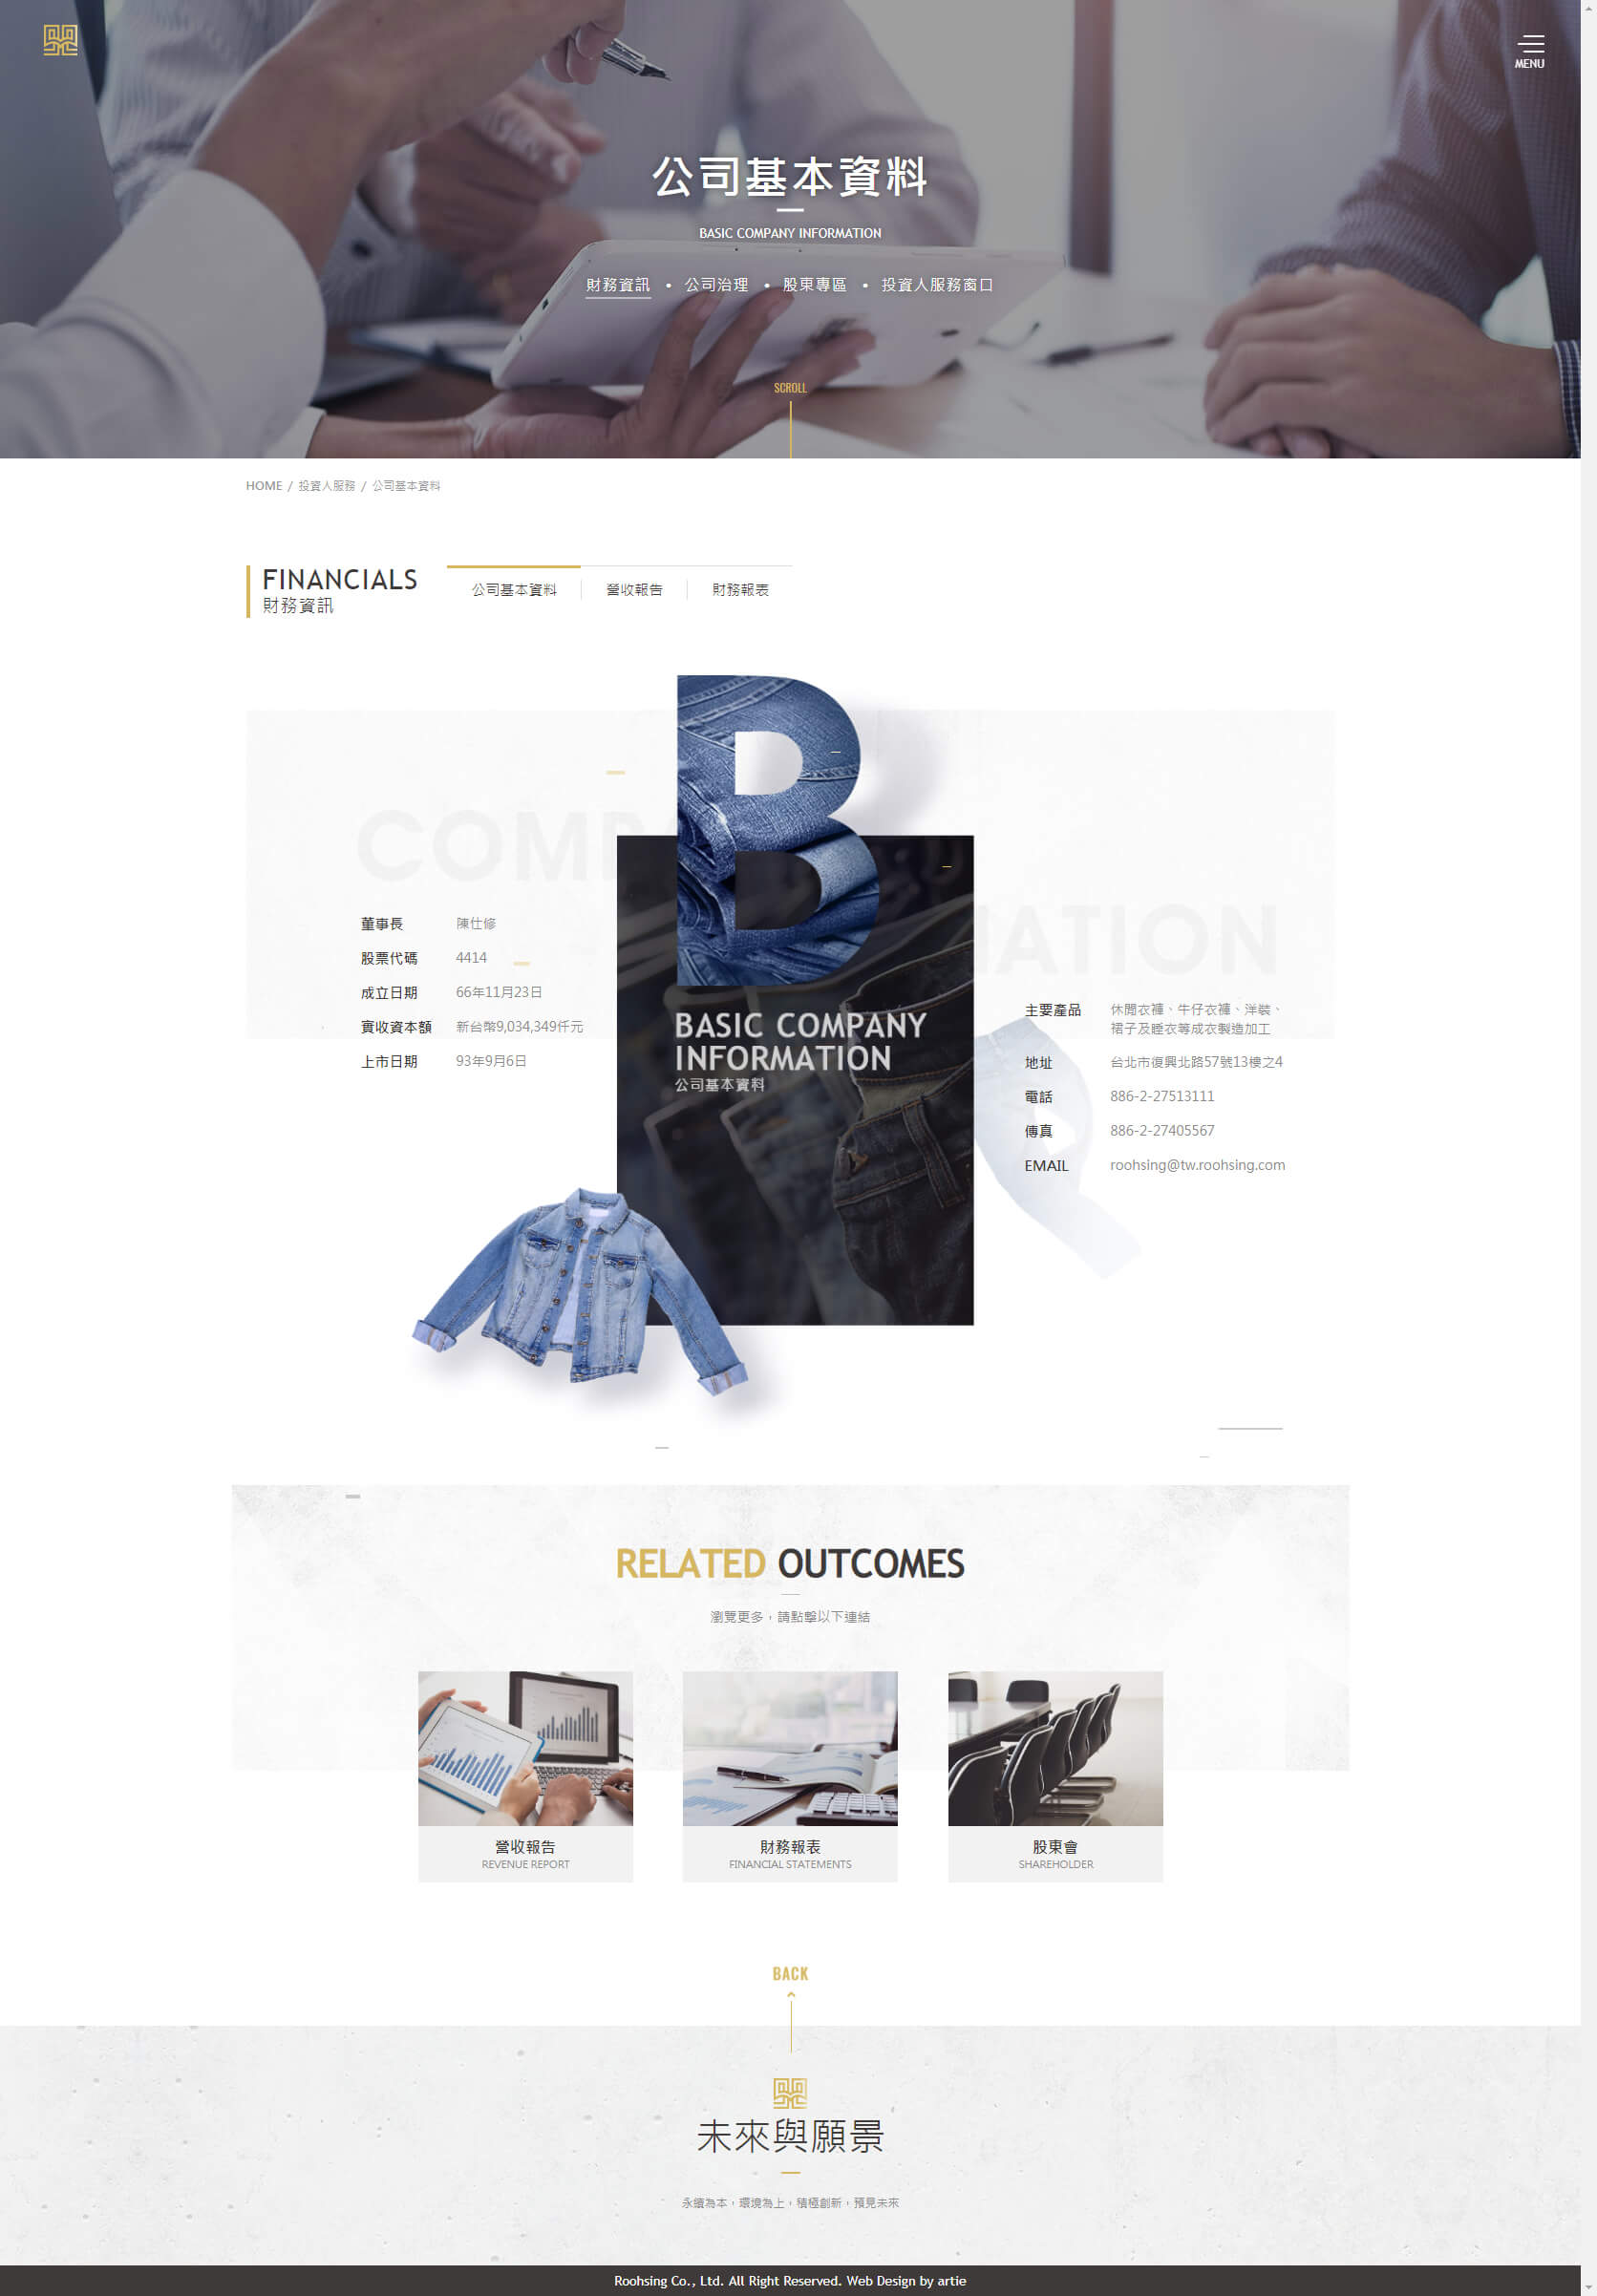 MENU
公司基本資料
BASIC COMPANY INFORMATION
財務資訊 • 公司治理 • 股東專區 • 投資人服務窗口
SCROLL
HOME / 投資人服務 / 公司基本資料
FINANCIALS
財務資訊
公司基本資料
營收報告
財務報表
董事長 陳仕修
股票代碼 4414
成立日期 66年11月23日
實收資本額 新台幣9,034,349仟元
上市日期 93年9月6日
BASIC COMPANY
INFORMATION
公司基本資料
主要產品 休閒衣褲、牛仔衣褲、洋裝、
裙子及睡衣等成衣製造加工
地址 台北市復興北路57號13樓之4
電話 886-2-27513111
傳真 886-2-27405567
EMAIL roohsing@tw.roohsing.com
RELATED OUTCOMES
瀏覽更多，請點擊以下連結
營收報告
REVENUE REPORT
財務報表
FINANCIAL STATEMENTS
股東會
SHAREHOLDER
BACK
未來與願景
永續為本，環境為上，積極創新，預見未來
Roohsing Co., Ltd. All Right Reserved. Web Design by artie